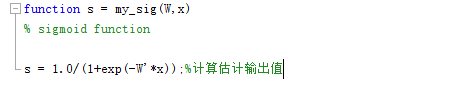 function s = my_sig(W,x)
% sigmoid function
s = 1.0/(1+exp(-W'*x));%计算估计输出值